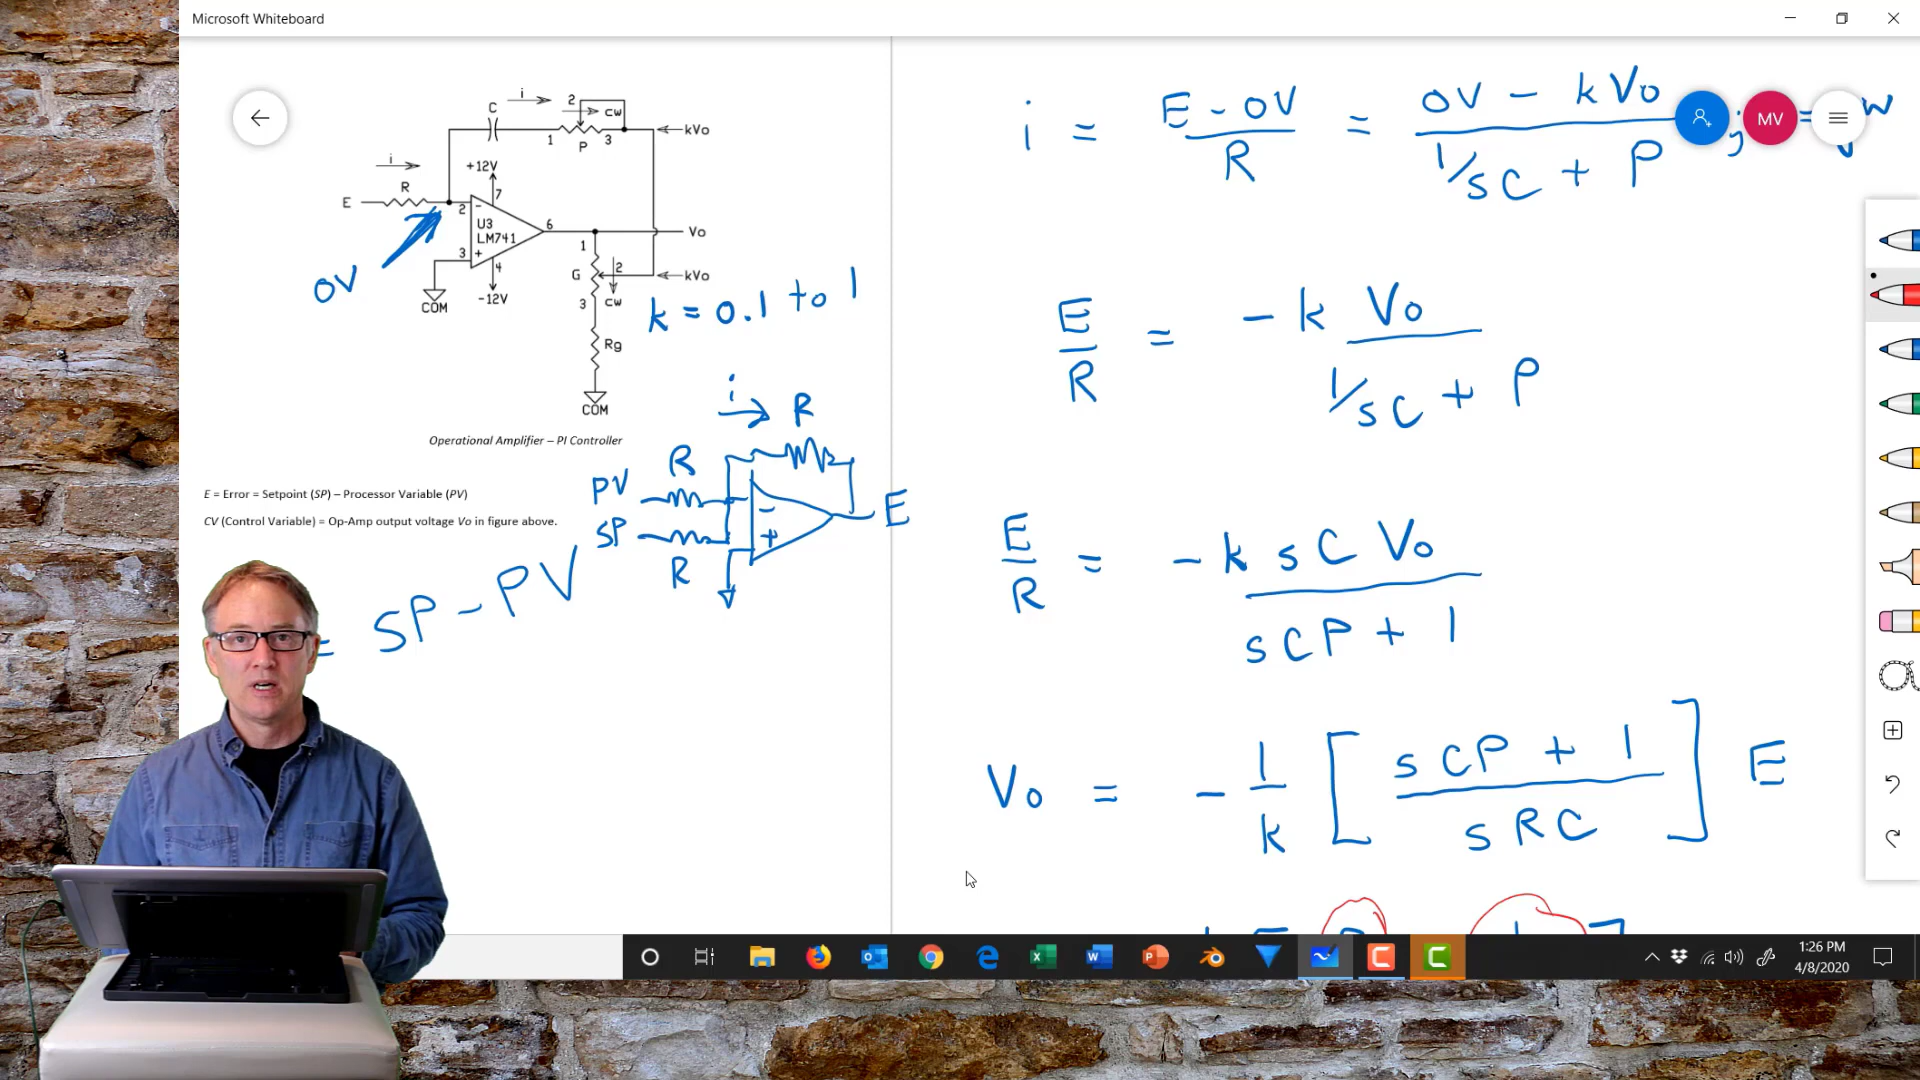 Microsoft Whiteboard
i
C
2
cw
1
P
3
kVo
i
R
+12V
7
E
2
-
U3
LM741
6
Vo
3
+
4
-12V
COM
1
G
2
kVo
3
cw
Rg
COM
0V
k = 0.1 to 1
Operational Amplifier – PI Controller
E = Error = Setpoint (SP) – Processor Variable (PV)
CV (Control Variable) = Op-Amp output voltage Vo in figure above.
i
R
PV
R
SP
R
-
+
E
= SP - PV
i = E - 0V / R = 0V - kVo / 1/sC + P
MV
E / R = - k Vo / 1/sC + P
E / R = - k s C Vo / s C P + 1
Vo = - 1/k [ s C P + 1 / s R C ] E
1:26 PM
4/8/2020